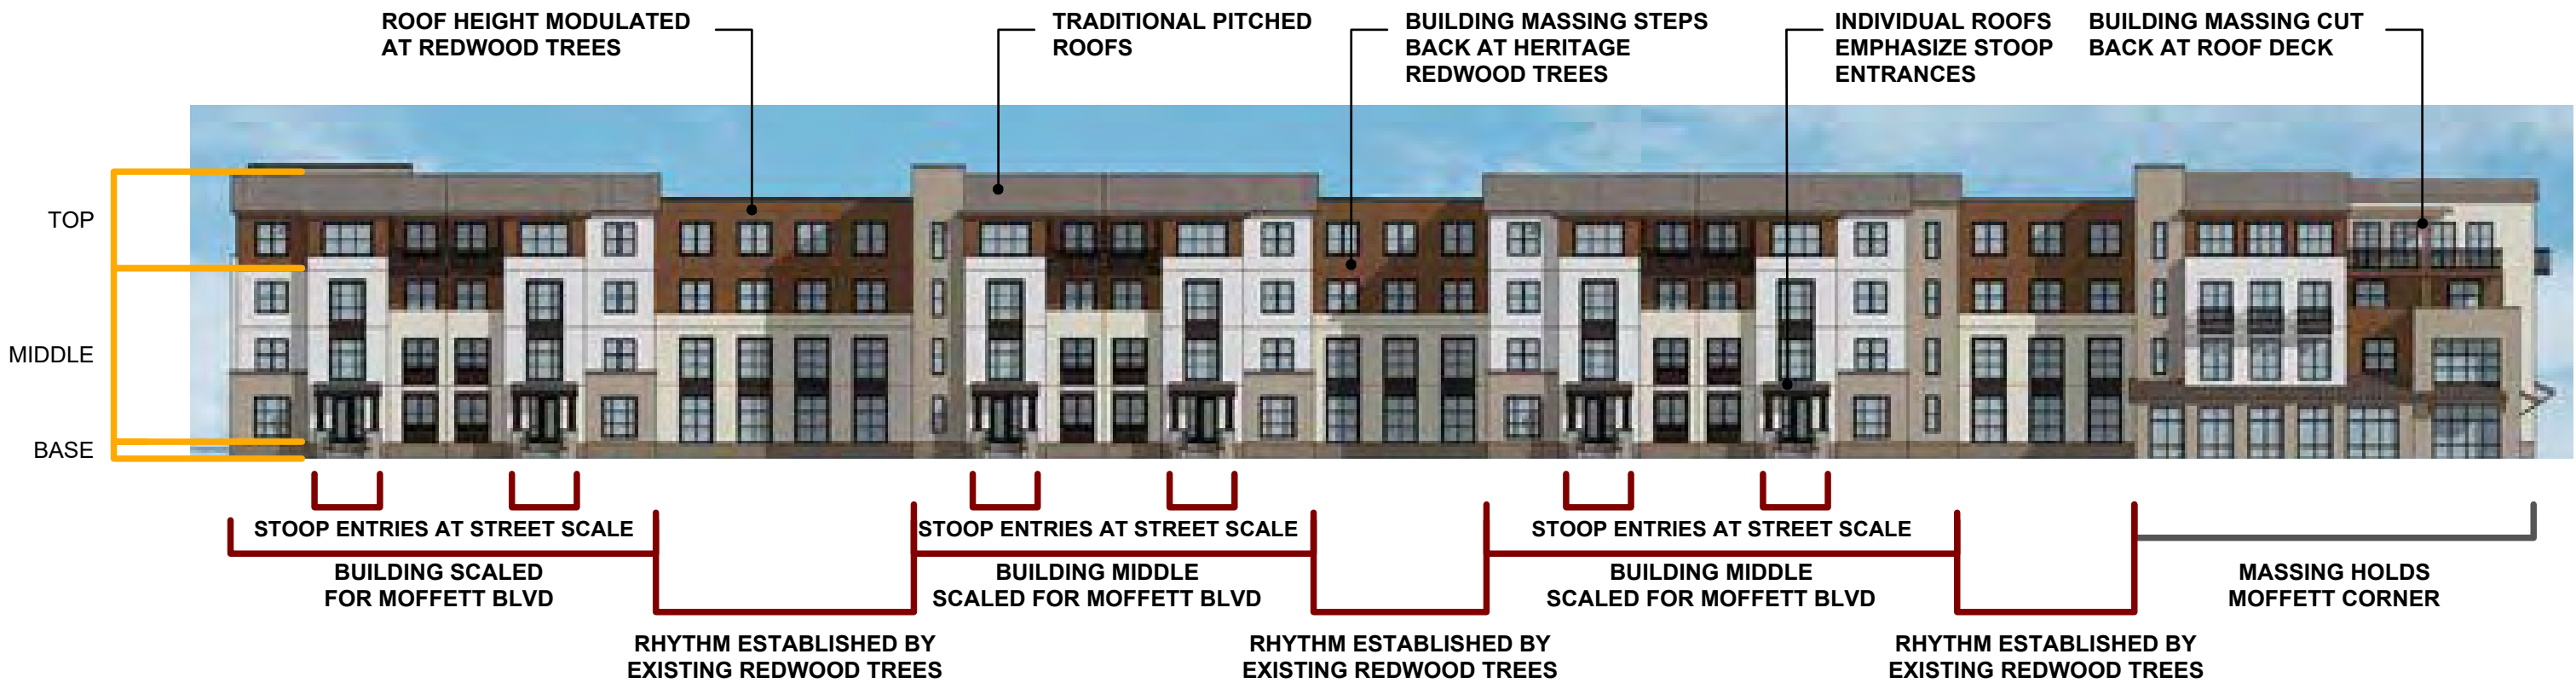 ROOF HEIGHT MODULATED
AT REDWOOD TREES
TRADITIONAL PITCHED
ROOFS
BUILDING MASSING STEPS
BACK AT HERITAGE
REDWOOD TREES
INDIVIDUAL ROOFS
EMPHASIZE STOOP
ENTRANCES
BUILDING MASSING CUT
BACK AT ROOF DECK
TOP
MIDDLE
BASE
STOOP ENTRIES AT STREET SCALE
STOOP ENTRIES AT STREET SCALE
STOOP ENTRIES AT STREET SCALE
BUILDING SCALED
FOR MOFFETT BLVD
BUILDING MIDDLE
SCALED FOR MOFFETT BLVD
BUILDING MIDDLE
SCALED FOR MOFFETT BLVD
MASSING HOLDS
MOFFETT CORNER
RHYTHM ESTABLISHED BY
EXISTING REDWOOD TREES
RHYTHM ESTABLISHED BY
EXISTING REDWOOD TREES
RHYTHM ESTABLISHED BY
EXISTING REDWOOD TREES